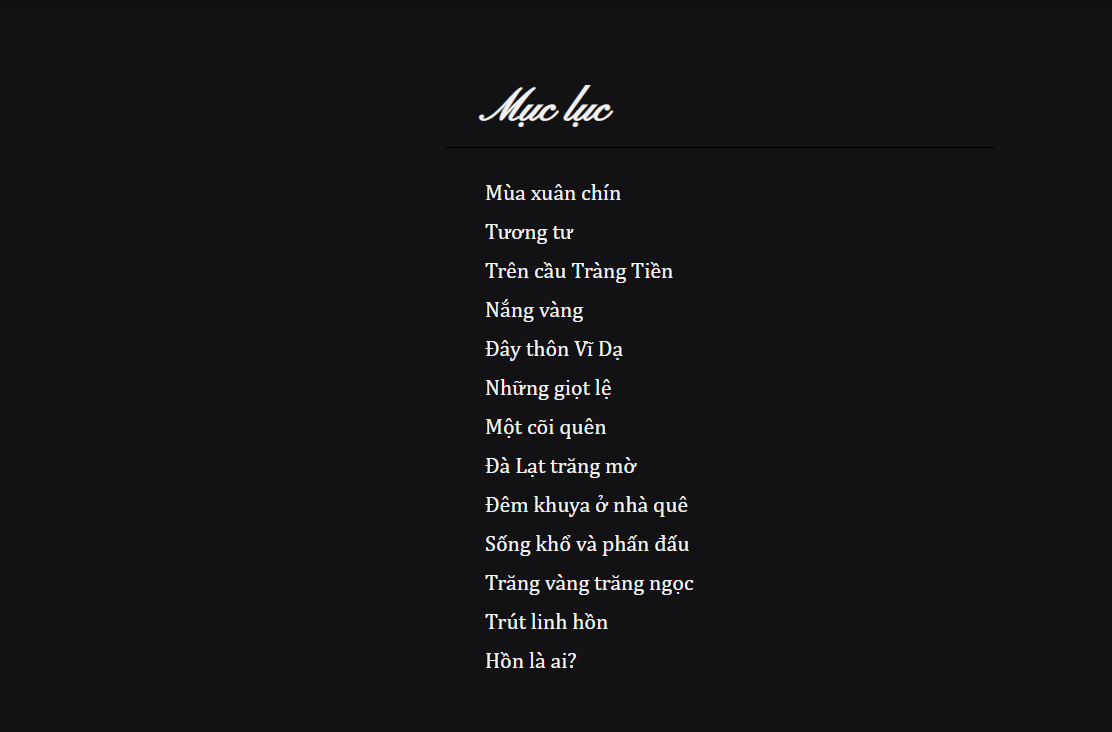 Mục lục
Mùa xuân chín
Tương tư
Trên cầu Tràng Tiền
Nắng vàng
Đây thôn Vĩ Dạ
Những giọt lệ
Một cõi quên
Đà Lạt trăng mờ
Đêm khuya ở nhà quê
Sống khổ và phấn đấu
Trăng vàng trăng ngọc
Trút linh hồn
Hồn là ai?